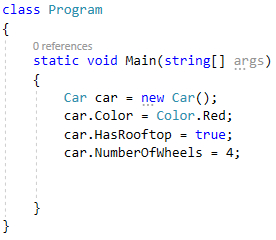 class Program
{
0 references
static void Main(string[] args)
{
Car car = new Car();
car.Color = Color.Red;
car.HasRooftop = true;
car.NumberOfWheels = 4;
}
}